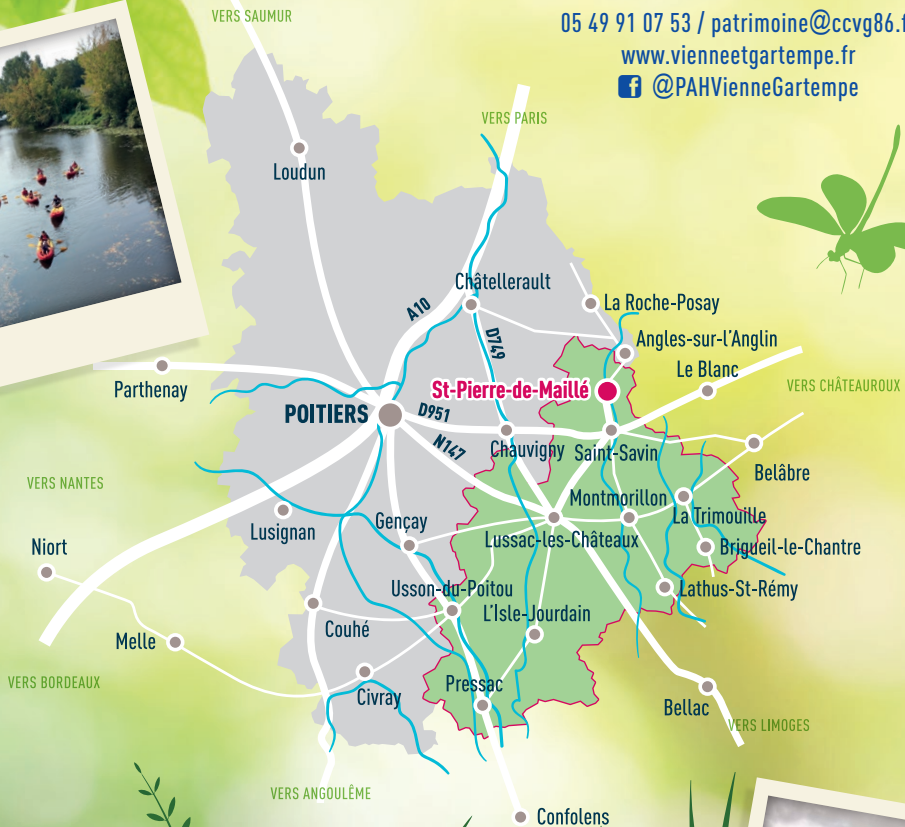 VERS SAUMUR
05 49 91 07 53 / patrimoine@ccvg86.f
www.vienneetgartempe.fr
@PAHVienneGartempe
VERS PARIS
Loudun
Châtellerault
La Roche-Posay
A10
D749
Angles-sur-l'Anglin
Le Blanc
Parthenay
St-Pierre-de-Maillé
VERS CHÂTEAUROUX
POITIERS
D951
N147
Chauvigny
Saint-Savin
Belâbre
VERS NANTES
Montmorillon
La Trimouille
Lusignan
Gençay
Lussac-les-Châteaux
Brigueil-le-Chantre
Niort
Usson-du-Poitou
Lathus-St-Rémy
L'Isle-Jourdain
Couhé
Melle
VERS BORDEAUX
Civray
Pressac
Bellac
VERS LIMOGES
VERS ANGOULÊME
Confolens